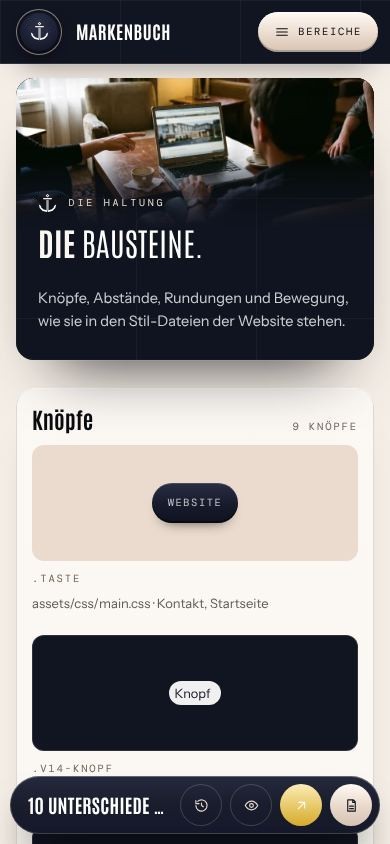 MARKENBUCH
BEREICHE
DIE HALTUNG
DIE BAUSTEINE.
Knöpfe, Abstände, Rundungen und Bewegung,
wie sie in den Stil-Dateien der Website stehen.
Knöpfe
9 KNÖPFE
WEBSITE
.TASTE
assets/css/main.css · Kontakt, Startseite
Knopf
.V14-KNOPF
10 UNTERSCHIEDE …